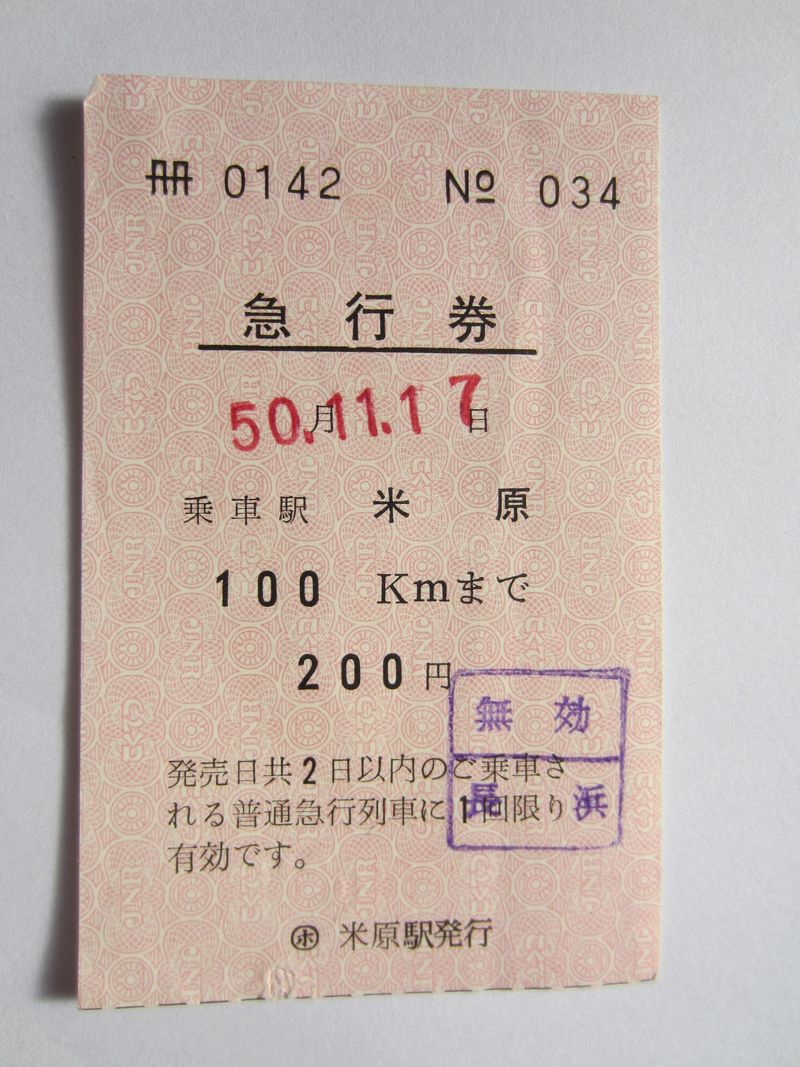 冊 0142 No 034
急行券
50.11.17
月 日
乗車駅 米原
100 Kmまで
200円
無効
長浜
発売日共2日以内のご乗車さ
れる普通急行列車に1回限り
有効です。
㋭ 米原駅発行